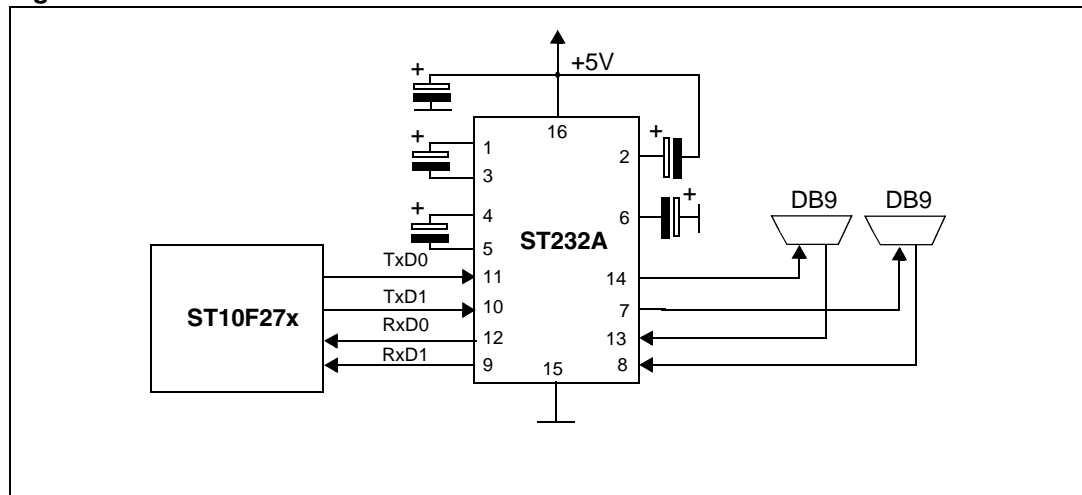 +5V
+
+
+
+
+
16
1
3
4
5
2
6
ST232A
DB9
DB9
ST10F27x
TxD0
TxD1
RxD0
RxD1
11
10
12
9
14
7
13
8
15